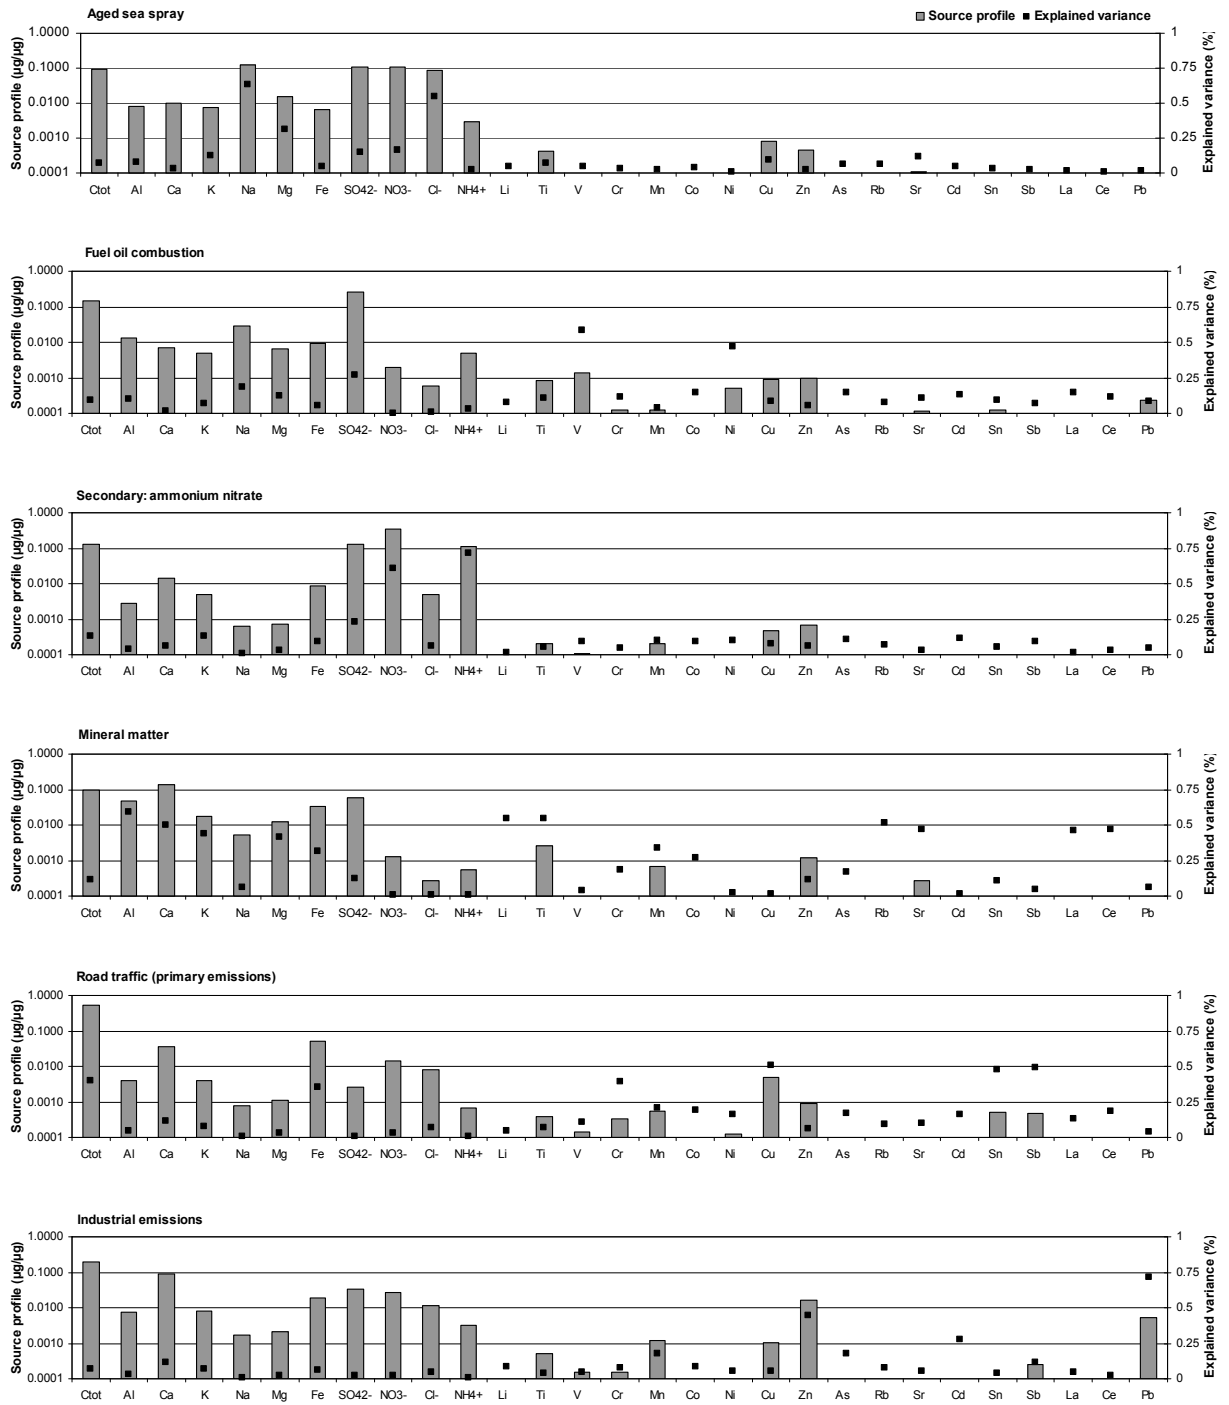 Aged sea spray
Source profile Explained variance
Source profile (µg/µg)
1.0000
0.1000
0.0100
0.0010
0.0001
1
0.75
0.5
0.25
0
Explained variance (%)
Ctot Al Ca K Na Mg Fe SO42- NO3- Cl- NH4+ Li Ti V Cr Mn Co Ni Cu Zn As Rb Sr Cd Sn Sb La Ce Pb
Fuel oil combustion
Source profile (µg/µg)
1.0000
0.1000
0.0100
0.0010
0.0001
1
0.75
0.5
0.25
0
Explained variance (%)
Ctot Al Ca K Na Mg Fe SO42- NO3- Cl- NH4+ Li Ti V Cr Mn Co Ni Cu Zn As Rb Sr Cd Sn Sb La Ce Pb
Secondary: ammonium nitrate
Source profile (µg/µg)
1.0000
0.1000
0.0100
0.0010
0.0001
1
0.75
0.5
0.25
0
Explained variance (%)
Ctot Al Ca K Na Mg Fe SO42- NO3- Cl- NH4+ Li Ti V Cr Mn Co Ni Cu Zn As Rb Sr Cd Sn Sb La Ce Pb
Mineral matter
Source profile (µg/µg)
1.0000
0.1000
0.0100
0.0010
0.0001
1
0.75
0.5
0.25
0
Explained variance (%)
Ctot Al Ca K Na Mg Fe SO42- NO3- Cl- NH4+ Li Ti V Cr Mn Co Ni Cu Zn As Rb Sr Cd Sn Sb La Ce Pb
Road traffic (primary emissions)
Source profile (µg/µg)
1.0000
0.1000
0.0100
0.0010
0.0001
1
0.75
0.5
0.25
0
Explained variance (%)
Ctot Al Ca K Na Mg Fe SO42- NO3- Cl- NH4+ Li Ti V Cr Mn Co Ni Cu Zn As Rb Sr Cd Sn Sb La Ce Pb
Industrial emissions
Source profile (µg/µg)
1.0000
0.1000
0.0100
0.0010
0.0001
1
0.75
0.5
0.25
0
Explained variance (%)
Ctot Al Ca K Na Mg Fe SO42- NO3- Cl- NH4+ Li Ti V Cr Mn Co Ni Cu Zn As Rb Sr Cd Sn Sb La Ce Pb